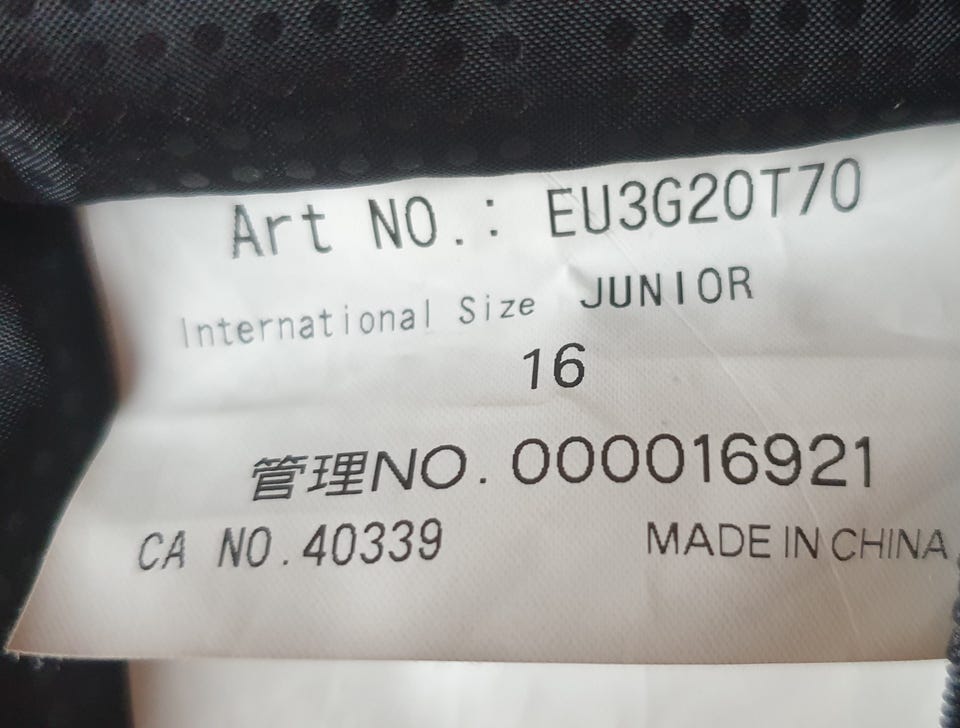 Art NO.: EU3G20T70
International Size JUNIOR
16
管理NO. 000016921
CA NO.40339 MADE IN CHINA